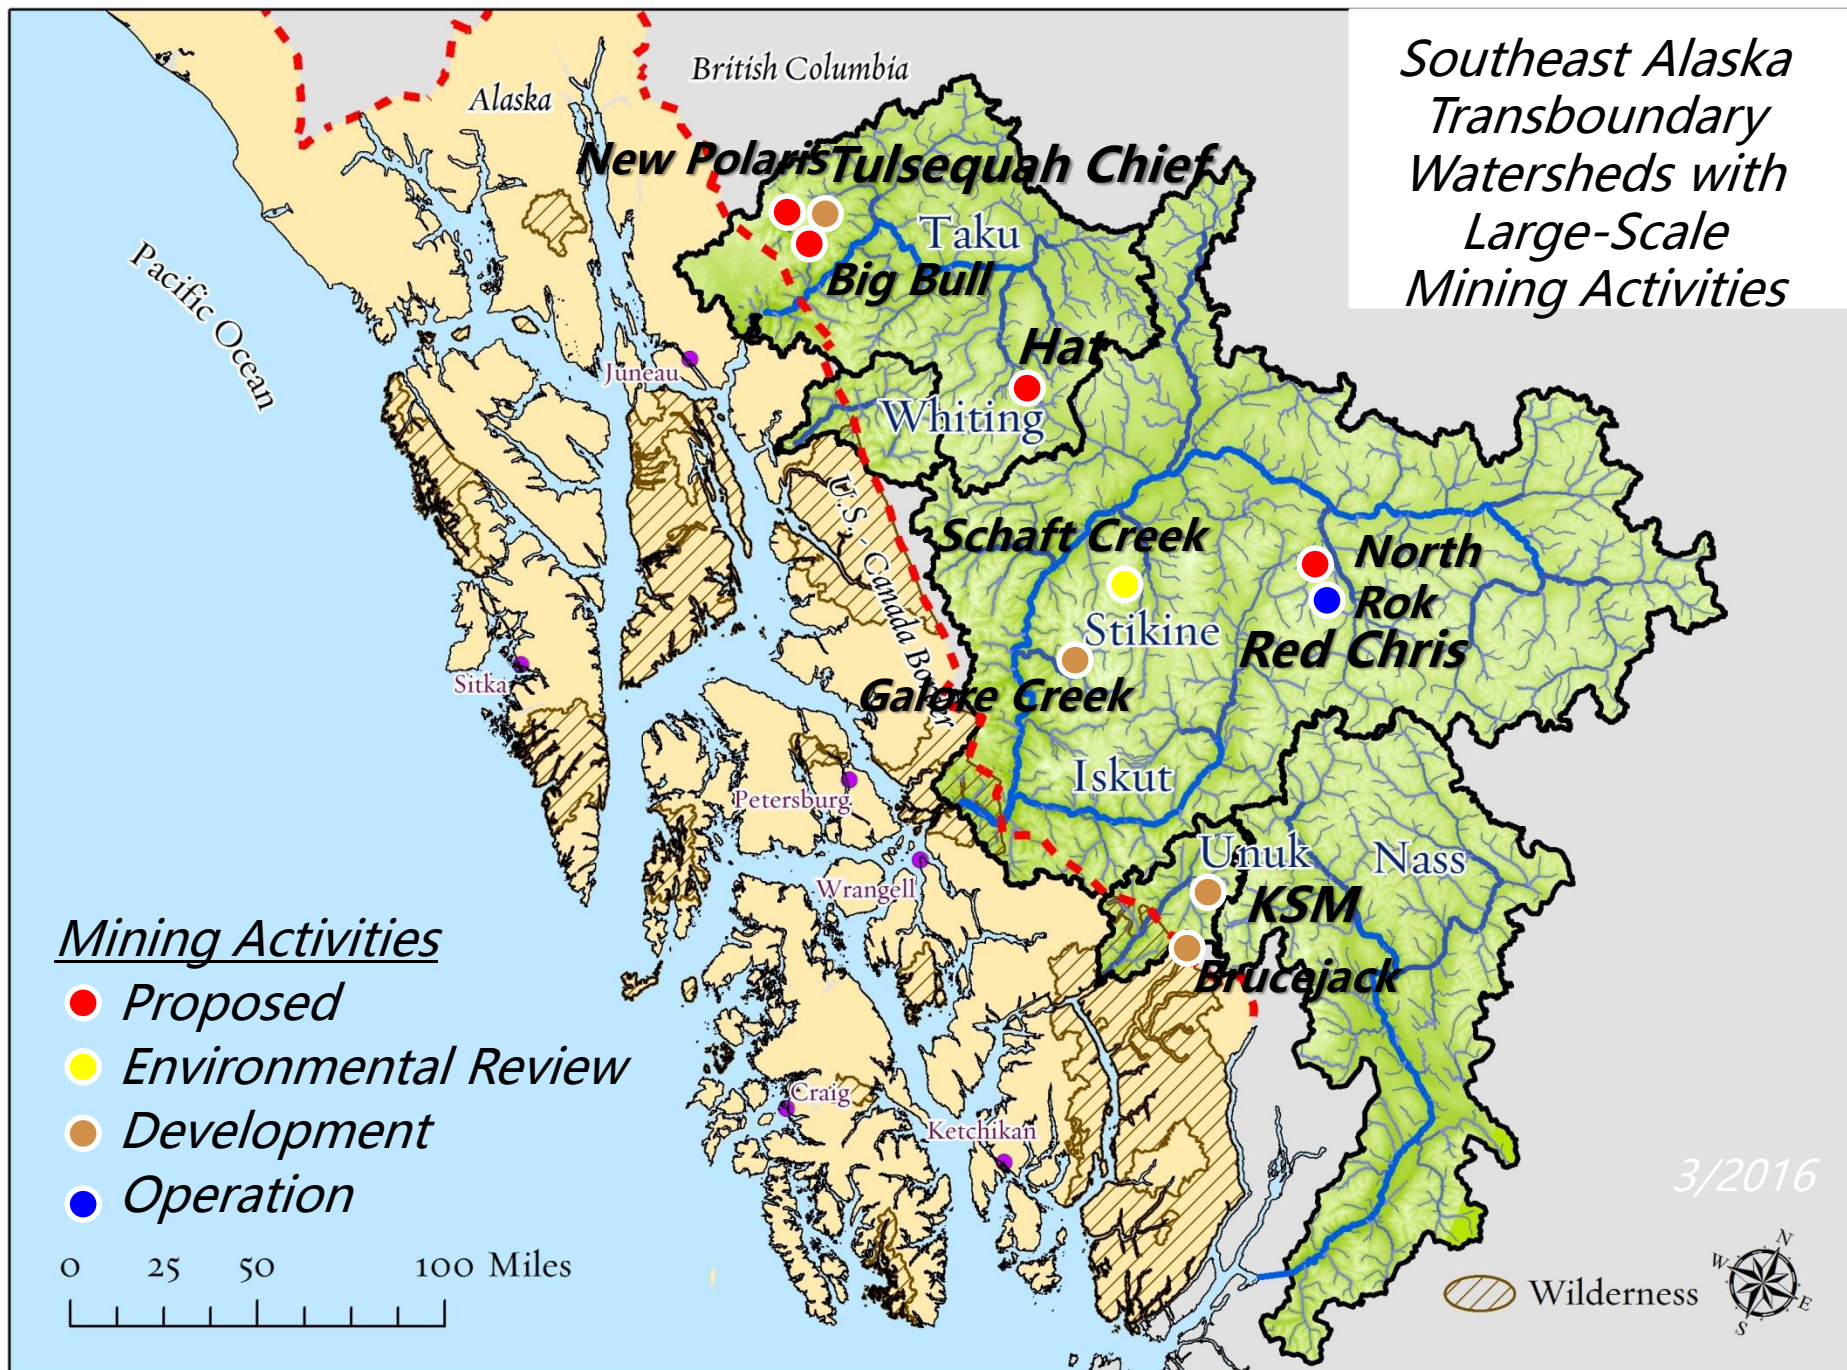 Southeast Alaska
Transboundary
Watersheds with
Large-Scale
Mining Activities
British Columbia
Alaska
New Polaris
Tulsequah Chief
Taku
Big Bull
Pacific Ocean
Juneau
Hat
Whiting
U.S. - Canada Border
Schaft Creek
North
Rok
Stikine
Red Chris
Sitka
Galore Creek
Iskut
Petersburg
Unuk
Nass
Wrangell
KSM
Brucejack
Mining Activities
Proposed
Environmental Review
Development
Operation
Craig
Ketchikan
3/2016
0 25 50 100 Miles
Wilderness
N
W
E
S